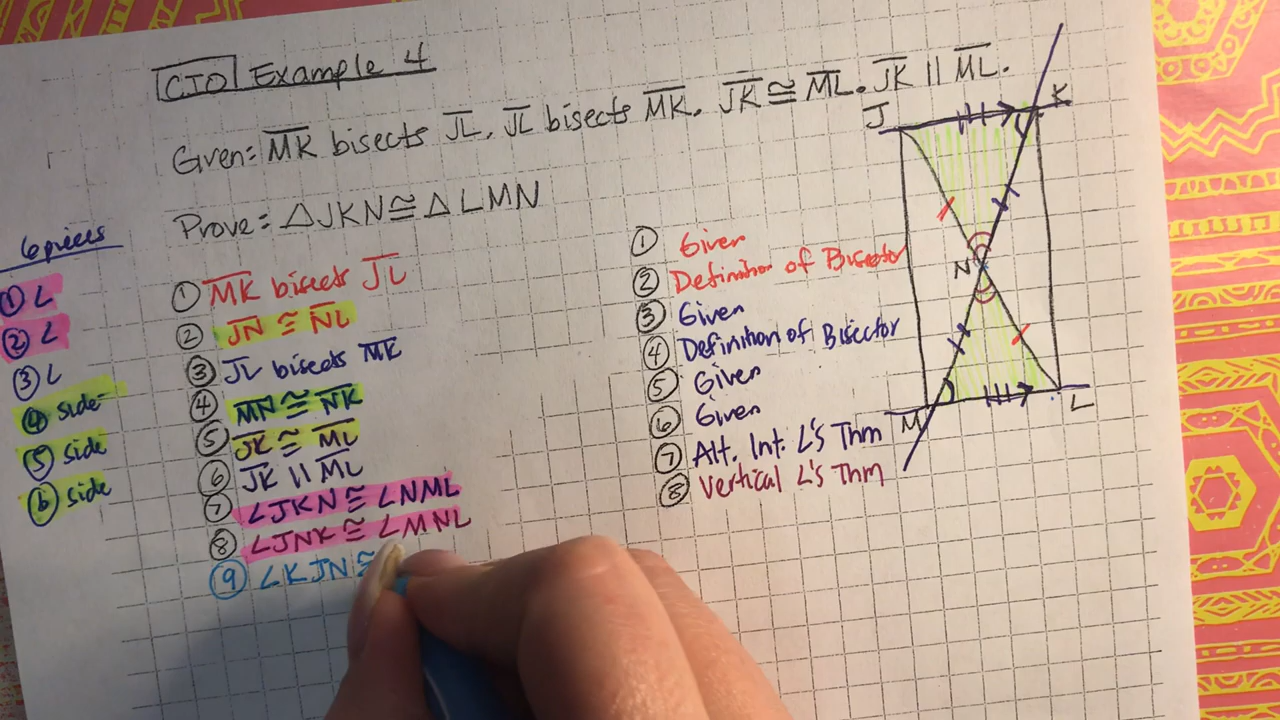 CIO Example 4
Given: MK bisects JL, JL bisects MK, JK ≅ ML. JK || ML.
Prove: △JKN ≅ △LMN
6 pieces
① ∠
② ∠
③ ∠
④ side
⑤ side
⑥ side
① MK bisects JL
② JN ≅ NL
③ JL bisects MK
④ MN ≅ NK
⑤ JK ≅ ML
⑥ JK || ML
⑦ ∠JKN ≅ ∠NML
⑧ ∠JNK ≅ ∠MNL
⑨ ∠KJN ≅
① Given
② Definition of Bisector
③ Given
④ Definition of Bisector
⑤ Given
⑥ Given
⑦ Alt. Int. ∠'s Thm
⑧ Vertical ∠'s Thm
J
K
N
M
L